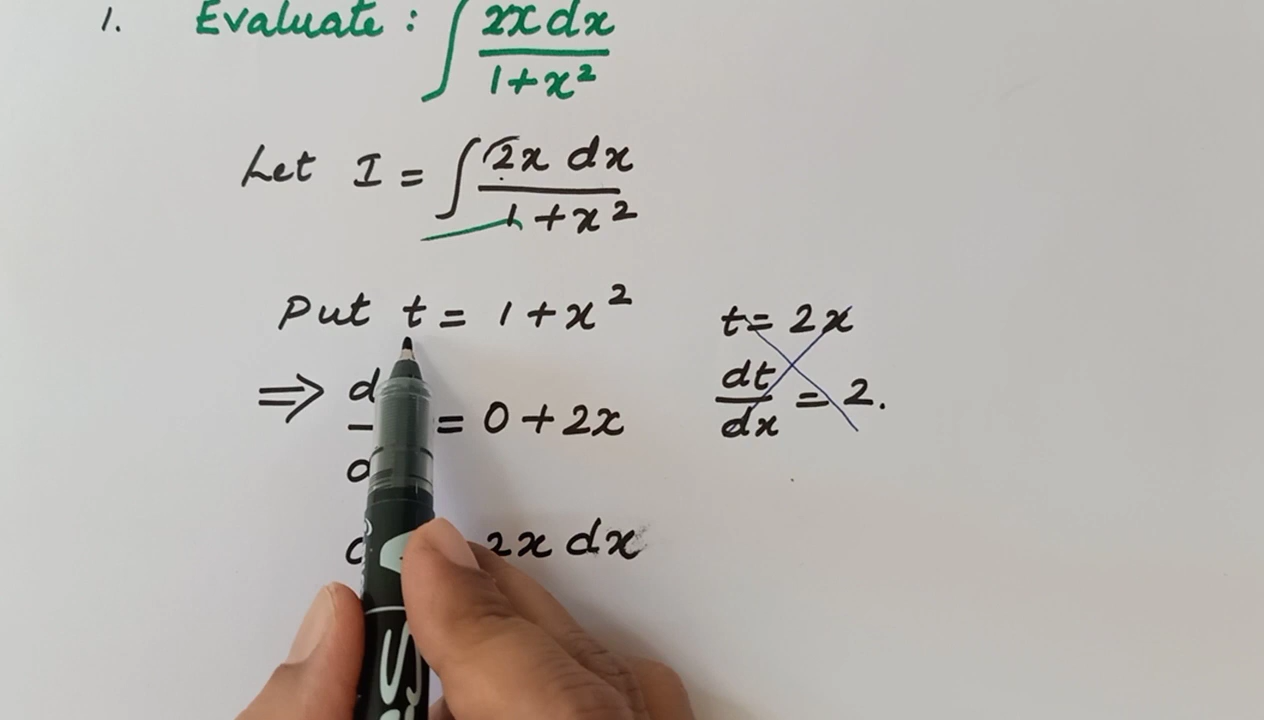 1. Evaluate : ∫ 2x dx / 1+x²
Let I = ∫ 2x dx / 1+x²
Put t = 1+x²
t = 2x
⇒ d = 0+2x
dt/dx = 2.
2x dx